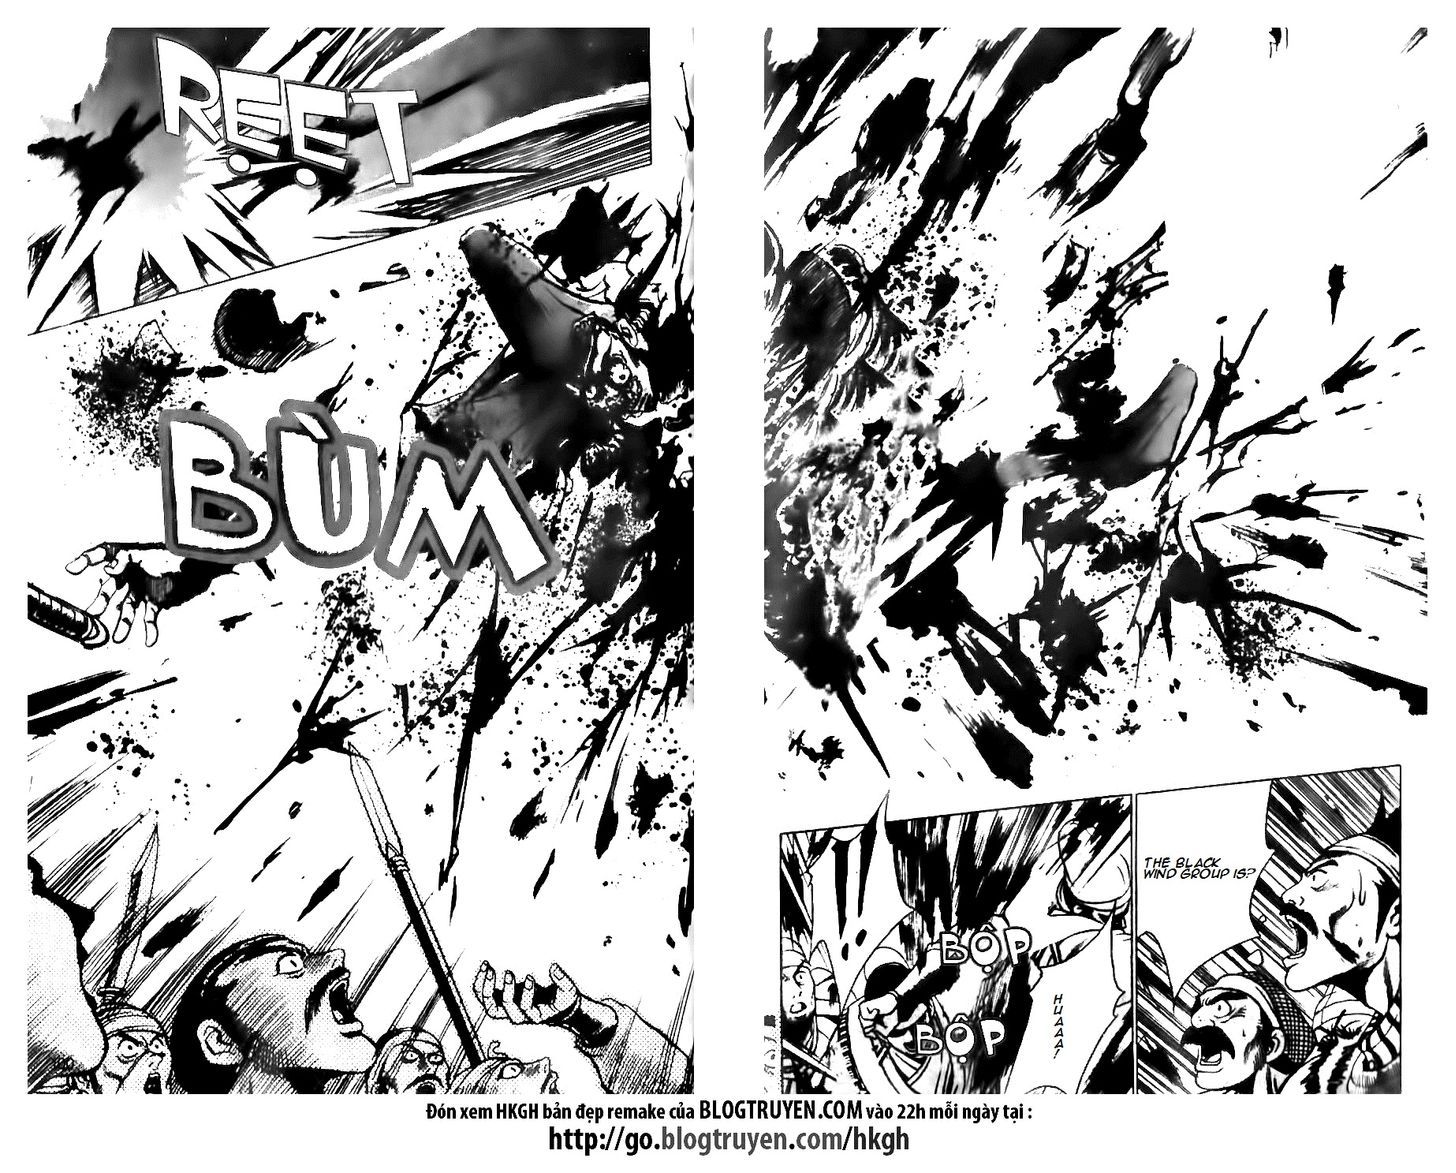 RẸẸT
BÙM
THE BLACK
WIND GROUP IS?
BỘP
BỘP
HUAAA!
Đón xem HKGH bản đẹp remake của BLOGTRUYEN.COM vào 22h mỗi ngày tại :
http://go.blogtruyen.com/hkgh